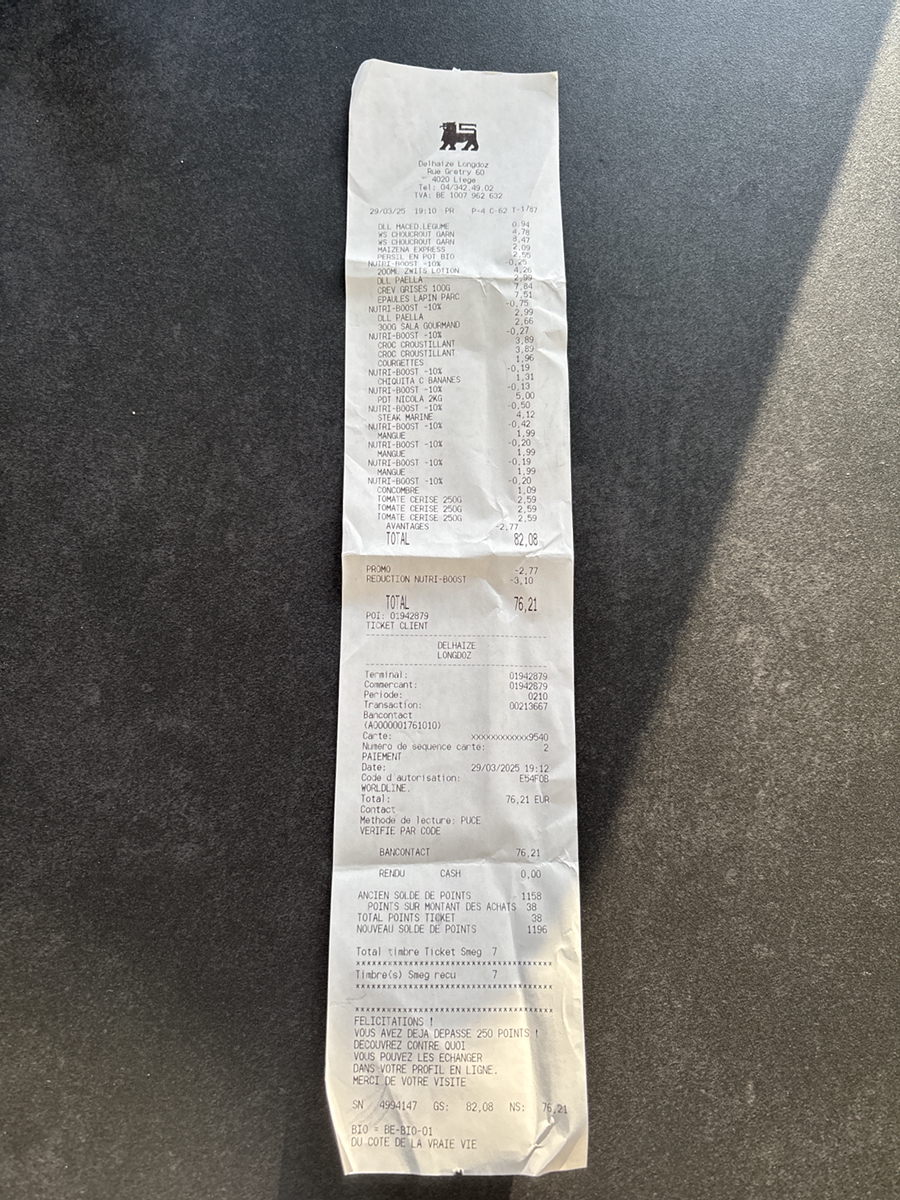 Delhaize Longdoz
Rue Gretry 60
4020 Liege
Tel: 04/342.49.02
TVA: BE 1007 962 632
29/03/25 19:10 PR P-4 C-62 T-1787
DLL MACED.LEGUME 0,94
WS CHOUCROUT GARN 8,78
WS CHOUCROUT GARN 8,47
MAIZENA EXPRESS 2,09
PERSIL EN POT BIO 2,55
NUTRI-BOOST -10% -0,25
200ML ZWITS LOTION 4,26
DLL PAELLA 2,99
CREV.GRISES 100G 7,84
EPAULES LAPIN PARC 7,51
NUTRI-BOOST -10% -0,75
DLL PAELLA 2,99
300G SALA GOURMAND 2,66
NUTRI-BOOST -10% -0,27
CROC CROUSTILLANT 3,89
CROC CROUSTILLANT 3,89
COURGETTES 1,96
NUTRI-BOOST -10% -0,19
CHIQUITA C BANANES 1,31
NUTRI-BOOST -10% -0,13
PDT NICOLA 2KG 5,00
NUTRI-BOOST -10% -0,50
STEAK MARINE 4,12
NUTRI-BOOST -10% -0,42
MANGUE 1,99
NUTRI-BOOST -10% -0,20
MANGUE 1,99
NUTRI-BOOST -10% -0,19
MANGUE 1,99
NUTRI-BOOST -10% -0,20
CONCOMBRE 1,09
TOMATE CERISE 250G 2,59
TOMATE CERISE 250G 2,59
TOMATE CERISE 250G 2,59
AVANTAGES -2,77
TOTAL 82,08
PROMO -2,77
REDUCTION NUTRI-BOOST -3,10
TOTAL 76,21
POI: 01942879
TICKET CLIENT
DELHAIZE
LONGDOZ
Terminal: 01942879
Commercant: 01942879
Periode: 0210
Transaction: 00213667
Bancontact
(A0000001761010)
Carte: xxxxxxxxxxxx9540
Numero de sequence carte: 2
PAIEMENT
Date: 29/03/2025 19:12
Code d'autorisation: E54F0B
WORLDLINE.
Total: 76,21 EUR
Contact
Methode de lecture: PUCE
VERIFIE PAR CODE
BANCONTACT 76,21
RENDU CASH 0,00
ANCIEN SOLDE DE POINTS 1158
POINTS SUR MONTANT DES ACHATS 38
TOTAL POINTS TICKET 38
NOUVEAU SOLDE DE POINTS 1196
Total timbre Ticket Smeg 7
************************************
Timbre(s) Smeg recu 7
************************************
************************************
FELICITATIONS !
VOUS AVEZ DEJA DEPASSE 250 POINTS !
DECOUVREZ CONTRE QUOI
VOUS POUVEZ LES ECHANGER
DANS VOTRE PROFIL EN LIGNE.
MERCI DE VOTRE VISITE
SN 4994147 GS: 82,08 NS: 76,21
BIO = BE-BIO-01
DU COTE DE LA VRAIE VIE